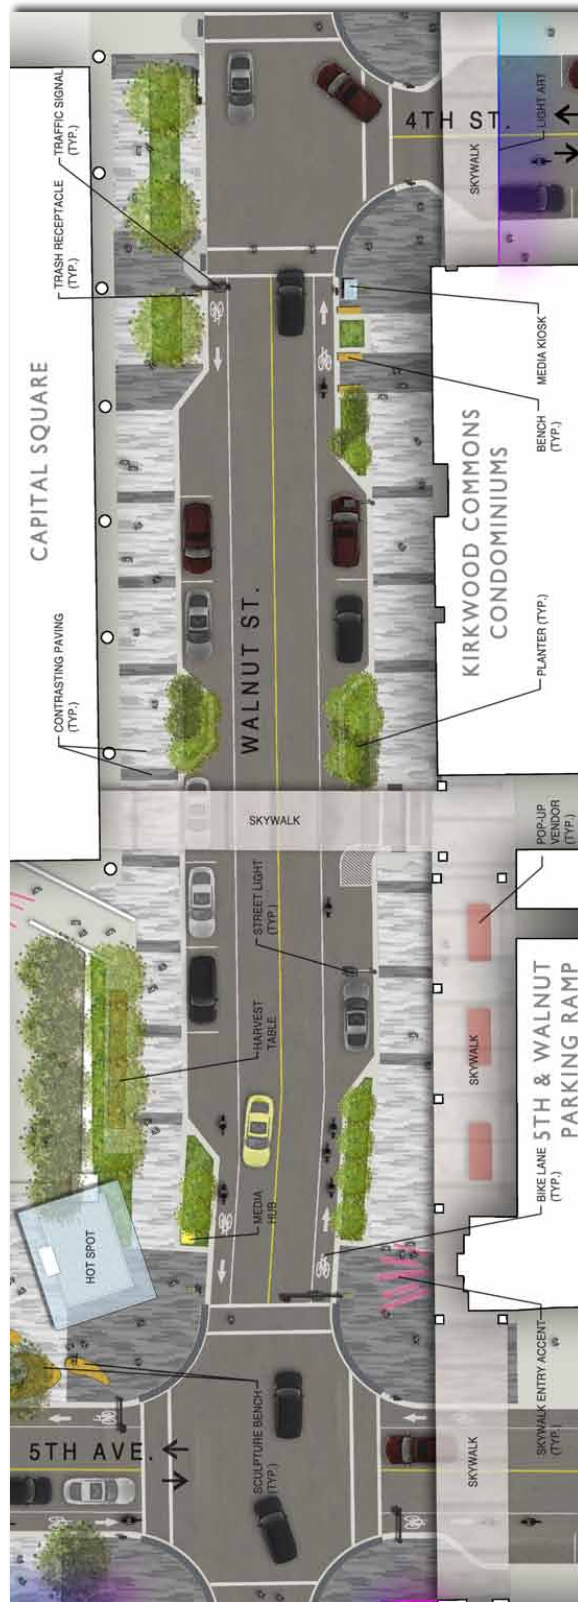 TRAFFIC SIGNAL
(TYP.)
TRASH RECEPTACLE
(TYP.)
4TH ST.
SKYWALK
LIGHT ART
CAPITAL SQUARE
MEDIA KIOSK
BENCH
(TYP.)
KIRKWOOD COMMONS
CONDOMINIUMS
CONTRASTING PAVING
(TYP.)
WALNUT ST.
PLANTER (TYP.)
SKYWALK
POP-UP
VENDOR
(TYP.)
STREET LIGHT
(TYP.)
HARVEST
TABLE
SKYWALK
5TH & WALNUT
PARKING RAMP
MEDIA
HUB
BIKE LANE
(TYP.)
HOT SPOT
SKYWALK ENTRY ACCENT
(TYP.)
5TH AVE.
SCULPTURE BENCH
(TYP.)
SKYWALK